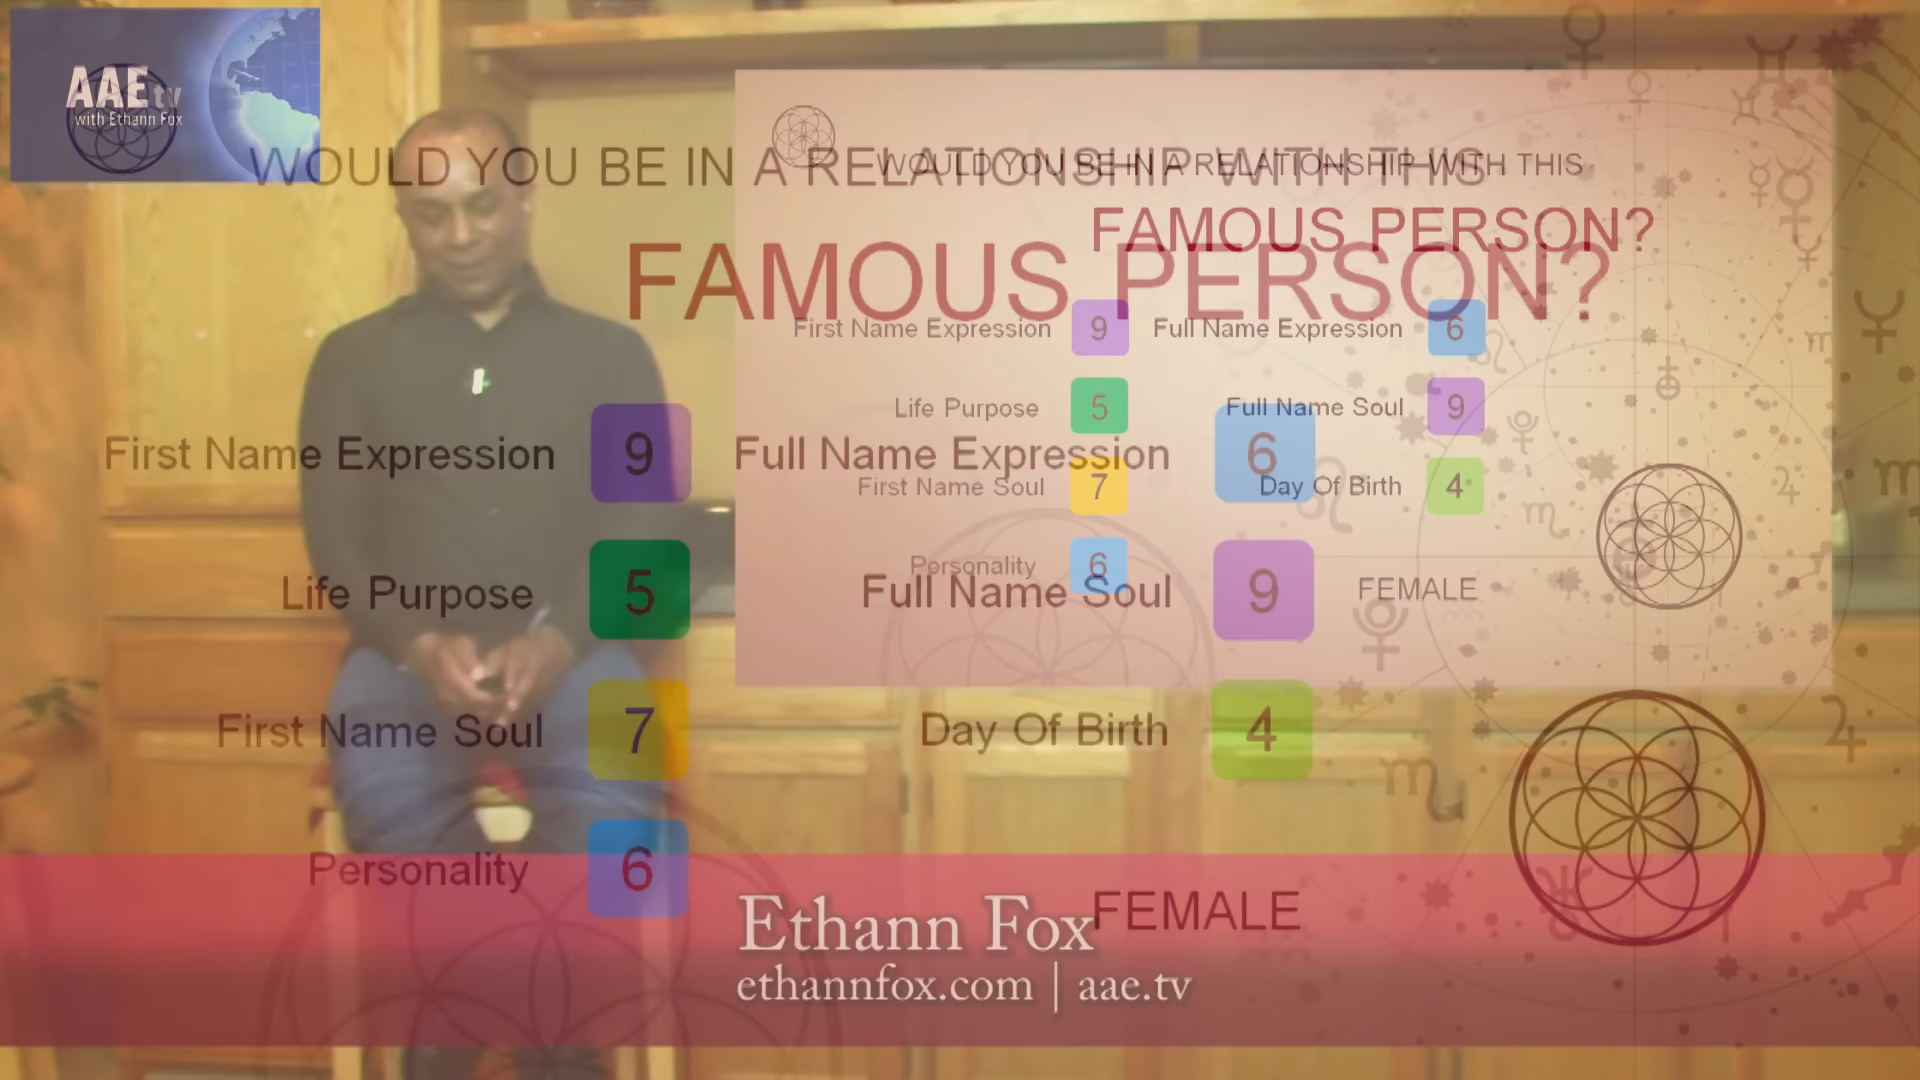 AAEtv
with Ethann Fox
WOULD YOU BE IN A RELATIONSHIP WITH THIS
FAMOUS PERSON?
First Name Expression 9 Full Name Expression 6
Life Purpose 5 Full Name Soul 9
First Name Soul 7 Day Of Birth 4
Personality 6 FEMALE
WOULD YOU BE IN A RELATIONSHIP WITH THIS
FAMOUS PERSON?
First Name Expression 9 Full Name Expression 6
Life Purpose 5 Full Name Soul 9
First Name Soul 7 Day Of Birth 4
Personality 6
FEMALE
Ethann Fox
ethannfox.com | aae.tv